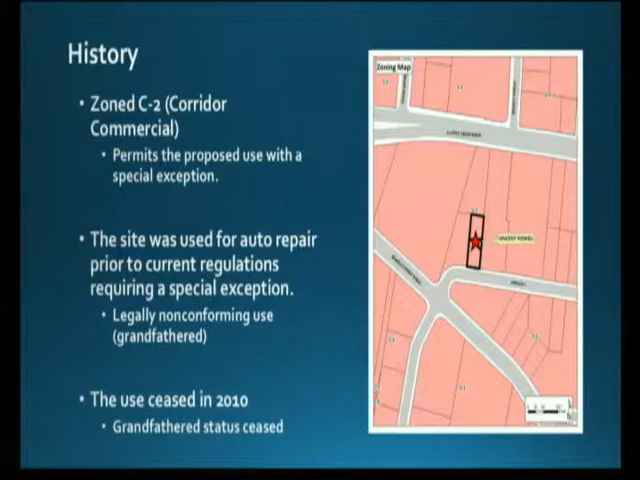 History
• Zoned C-2 (Corridor
Commercial)
• Permits the proposed use with a
special exception.
• The site was used for auto repair
prior to current regulations
requiring a special exception.
• Legally nonconforming use
(grandfathered)
• The use ceased in 2010
• Grandfathered status ceased
Zoning Map